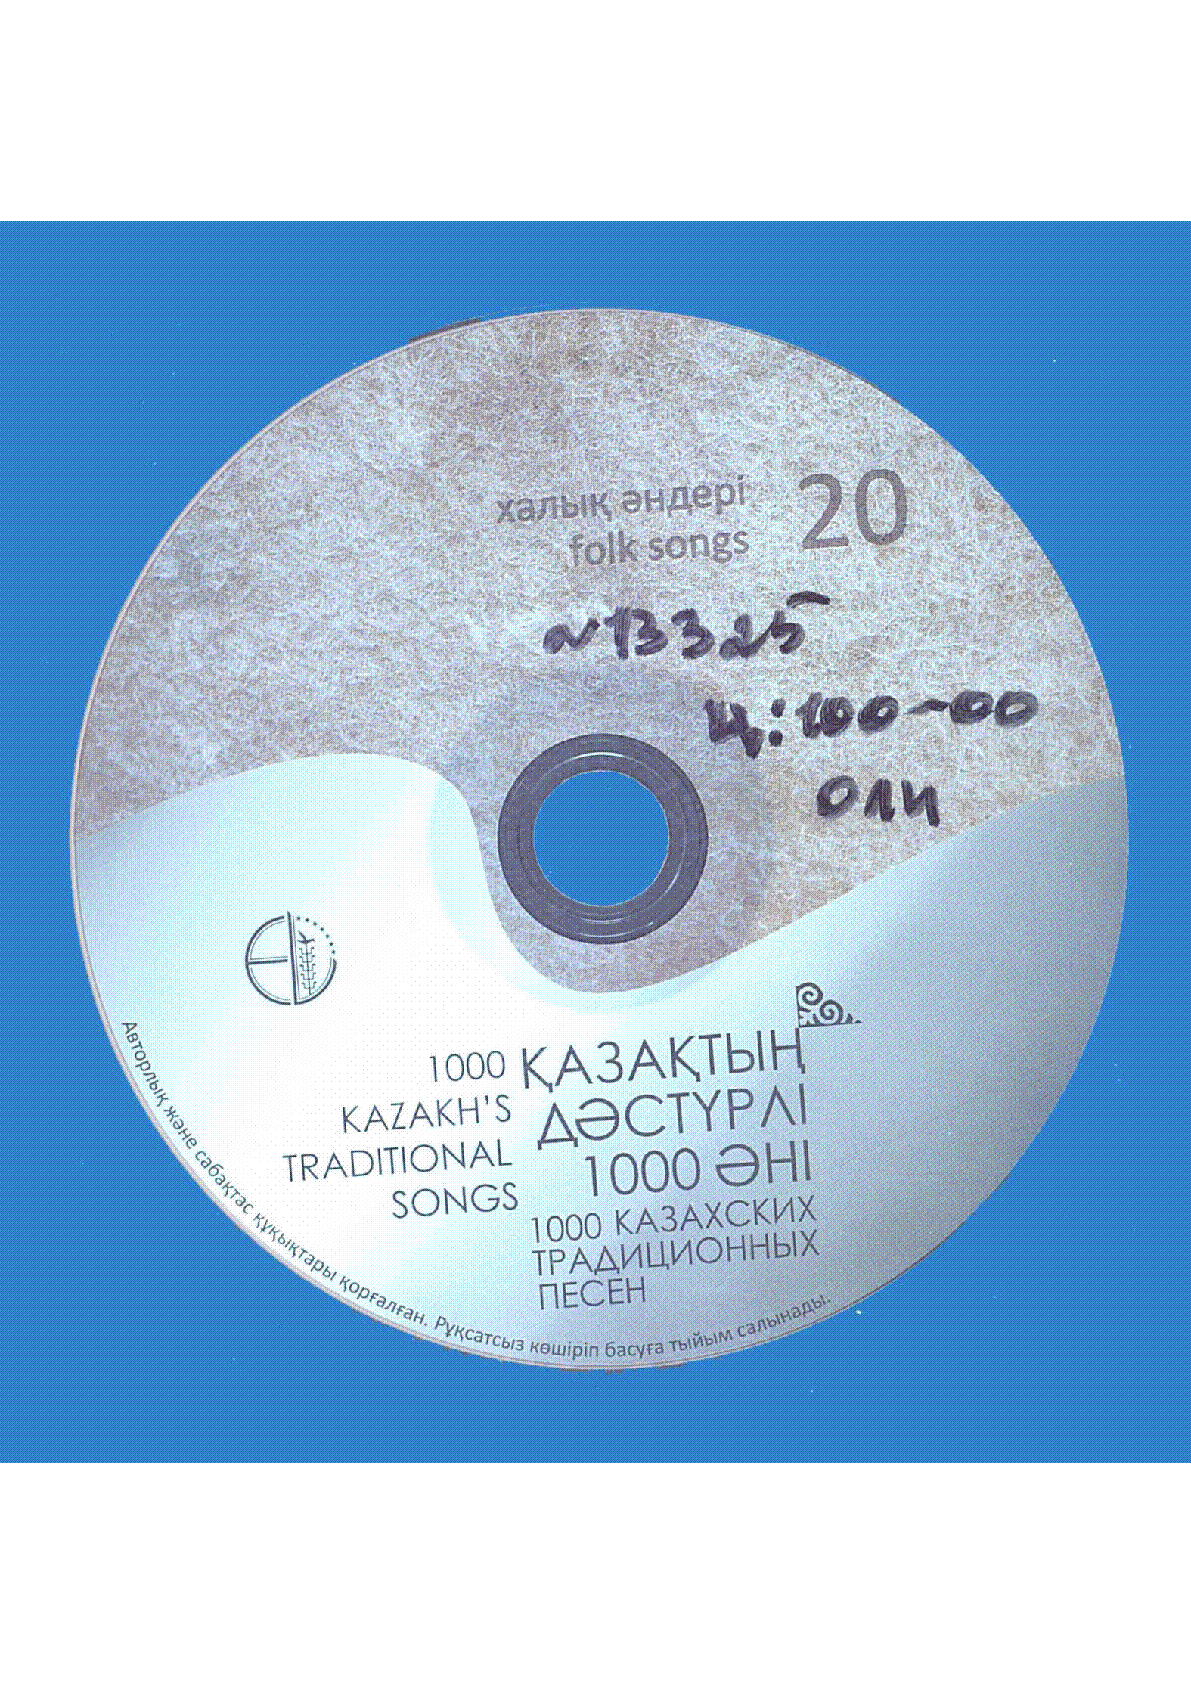 халық әндері
folk songs
20
№13325
Ц:100-00
ОЛИ
1000
KAZAKH'S
TRADITIONAL
SONGS
ҚАЗАҚТЫҢ
ДӘСТҮРЛІ
1000 ӘНІ
1000 КАЗАХСКИХ
ТРАДИЦИОННЫХ
ПЕСЕН
Авторлық және сабақтас құқықтары қорғалған. Рұқсатсыз көшіріп басуға тыйым салынады.